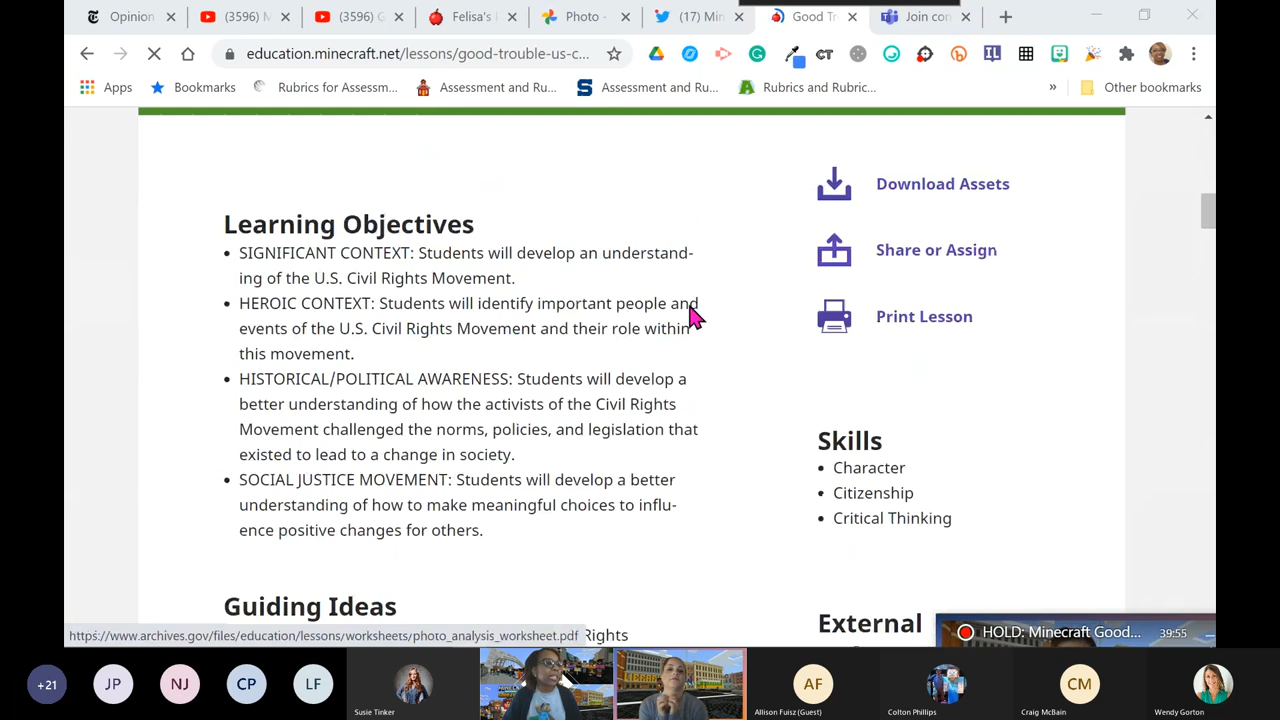 Opinion
(3596) M
(3596) G
Felisa's
Photo -
(17) Min
Good Tr
Join con
education.minecraft.net/lessons/good-trouble-us-c...
CT
IL
Apps
Bookmarks
Rubrics for Assessm...
Assessment and Ru...
Assessment and Ru...
Rubrics and Rubric...
»
Other bookmarks
Download Assets
Learning Objectives
• SIGNIFICANT CONTEXT: Students will develop an understand-
ing of the U.S. Civil Rights Movement.
Share or Assign
• HEROIC CONTEXT: Students will identify important people and
events of the U.S. Civil Rights Movement and their role within
this movement.
Print Lesson
• HISTORICAL/POLITICAL AWARENESS: Students will develop a
better understanding of how the activists of the Civil Rights
Movement challenged the norms, policies, and legislation that
existed to lead to a change in society.
• SOCIAL JUSTICE MOVEMENT: Students will develop a better
understanding of how to make meaningful choices to influ-
ence positive changes for others.
Skills
• Character
• Citizenship
• Critical Thinking
Guiding Ideas
External
HOLD: Minecraft Good... 39:55
https://www.archives.gov/files/education/lessons/worksheets/photo_analysis_worksheet.pdf
Rights
+21
JP
NJ
CP
LF
Susie Tinker
AF
Allison Fuisz (Guest)
Colton Phillips
CM
Craig McBain
Wendy Gorton